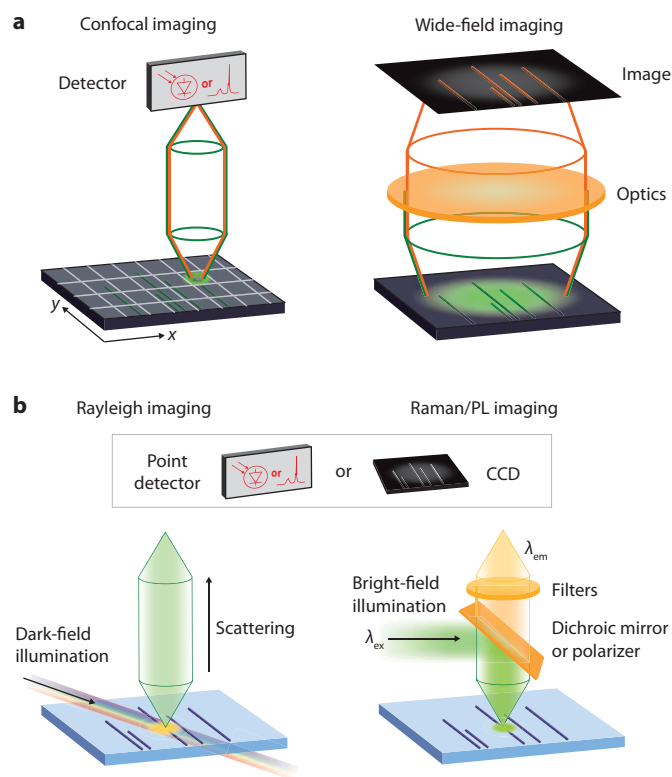 a
Confocal imaging
Wide-field imaging
Detector
or
Image
Optics
y
x
b
Rayleigh imaging
Raman/PL imaging
Point
detector
or
or
CCD
λem
Bright-field
illumination
Filters
Scattering
Dark-field
illumination
λex
Dichroic mirror
or polarizer